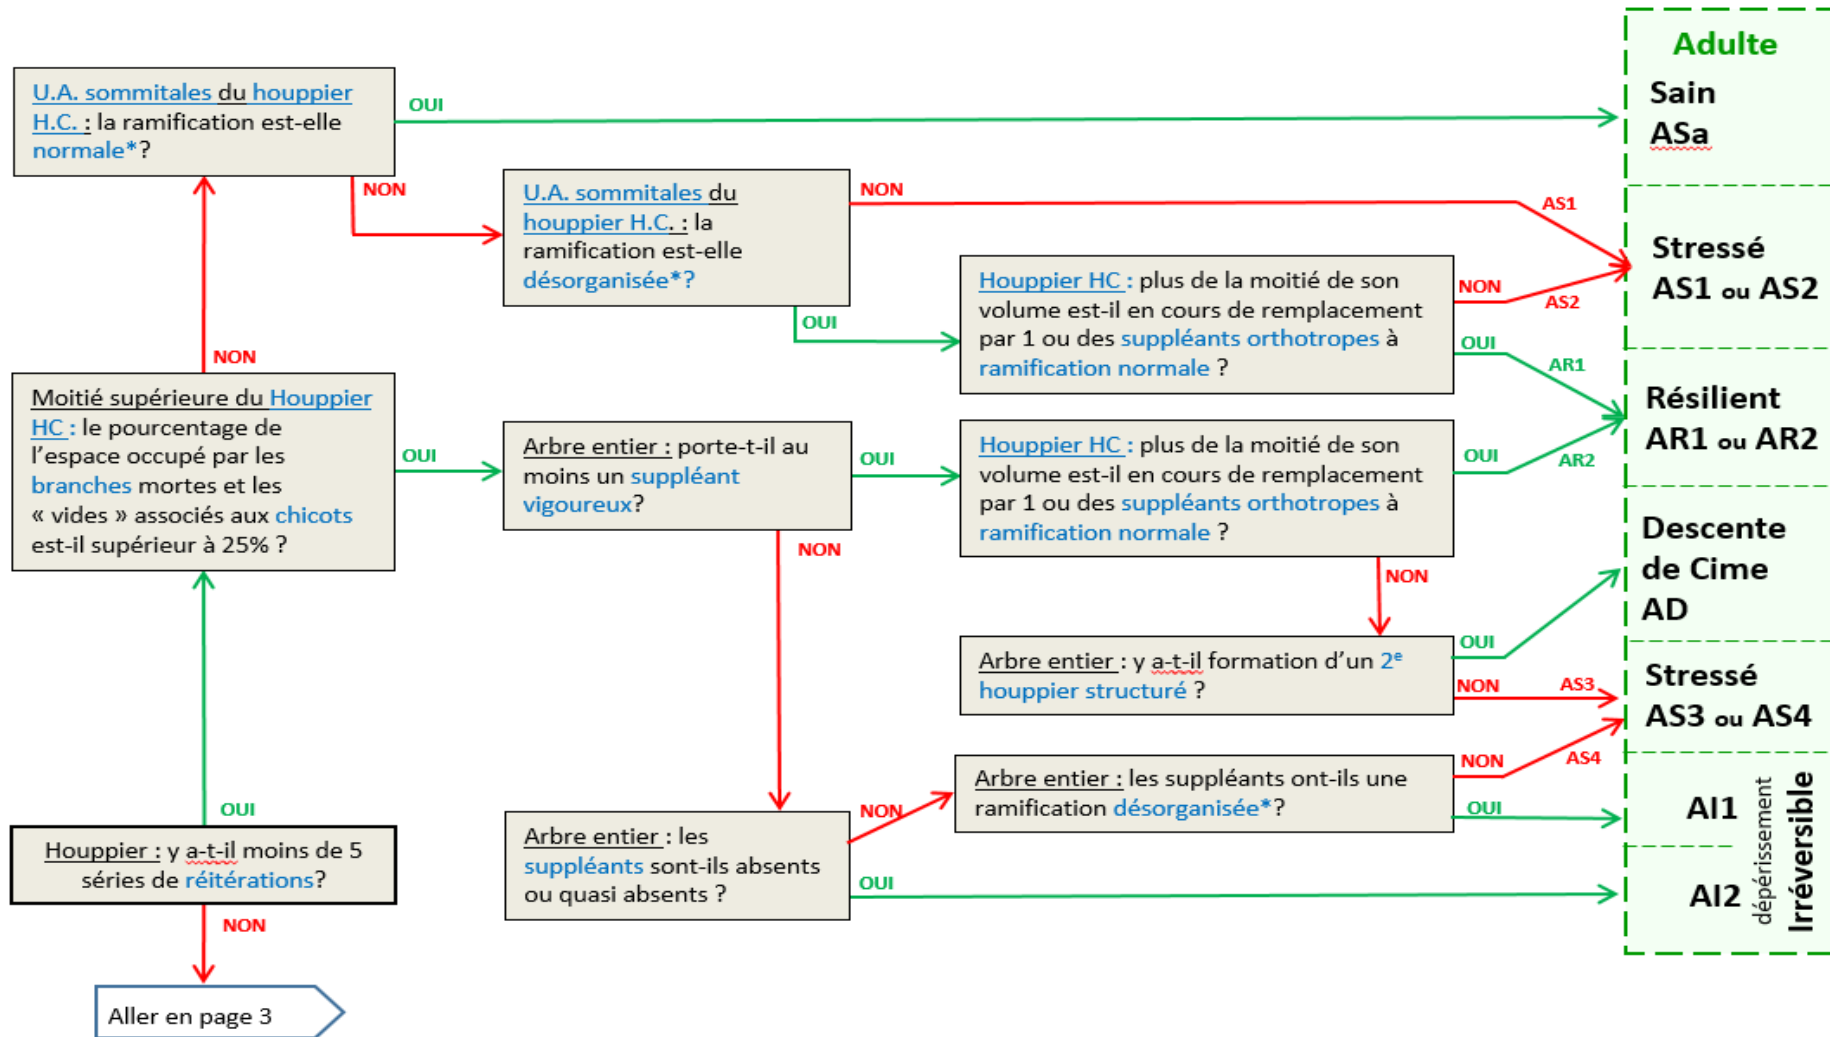 Adulte
Sain
ASa
U.A. sommitales du houppier
H.C. : la ramification est-elle
normale*?
OUI
NON
U.A. sommitales du
houppier H.C. : la
ramification est-elle
désorganisée*?
NON
AS1
OUI
Houppier HC : plus de la moitié de son
volume est-il en cours de remplacement
par 1 ou des suppléants orthotropes à
ramification normale ?
NON
AS2
OUI
AR1
Stressé
AS1 ou AS2
NON
Moitié supérieure du Houppier
HC : le pourcentage de
l'espace occupé par les
branches mortes et les
« vides » associés aux chicots
est-il supérieur à 25% ?
OUI
Arbre entier : porte-t-il au
moins un suppléant
vigoureux?
OUI
NON
Houppier HC : plus de la moitié de son
volume est-il en cours de remplacement
par 1 ou des suppléants orthotropes à
ramification normale ?
OUI
AR2
NON
Résilient
AR1 ou AR2
Descente
de Cime
AD
Arbre entier : y a-t-il formation d'un 2e
houppier structuré ?
OUI
NON
AS3
Stressé
AS3 ou AS4
OUI
Houppier : y a-t-il moins de 5
séries de réitérations?
NON
Aller en page 3
Arbre entier : les
suppléants sont-ils absents
ou quasi absents ?
NON
OUI
Arbre entier : les suppléants ont-ils une
ramification désorganisée*?
NON
AS4
OUI
AI1
AI2
dépérissement
Irréversible